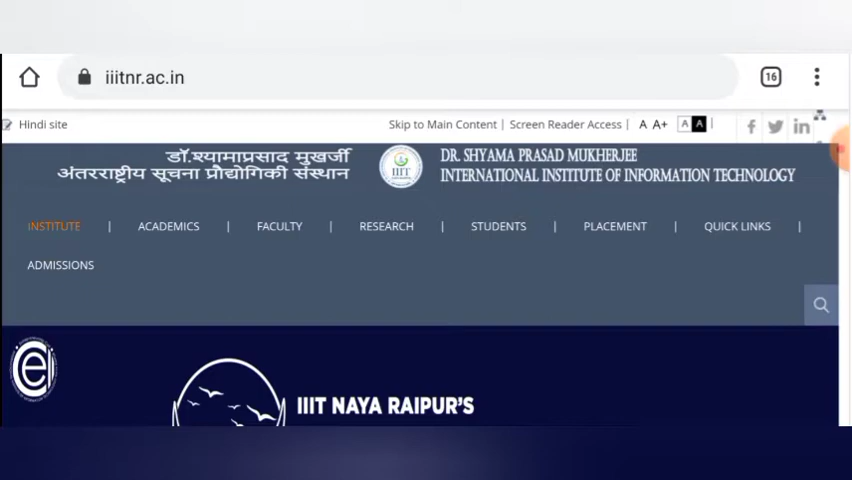 iiitnr.ac.in
16
Hindi site
Skip to Main Content | Screen Reader Access | A A+ A A |
डॉ.श्यामाप्रसाद मुखर्जी
अंतरराष्ट्रीय सूचना प्रौद्योगिकी संस्थान
IIIT
DR. SHYAMA PRASAD MUKHERJEE
INTERNATIONAL INSTITUTE OF INFORMATION TECHNOLOGY
INSTITUTE | ACADEMICS | FACULTY | RESEARCH | STUDENTS | PLACEMENT | QUICK LINKS |
ADMISSIONS
IIIT NAYA RAIPUR'S